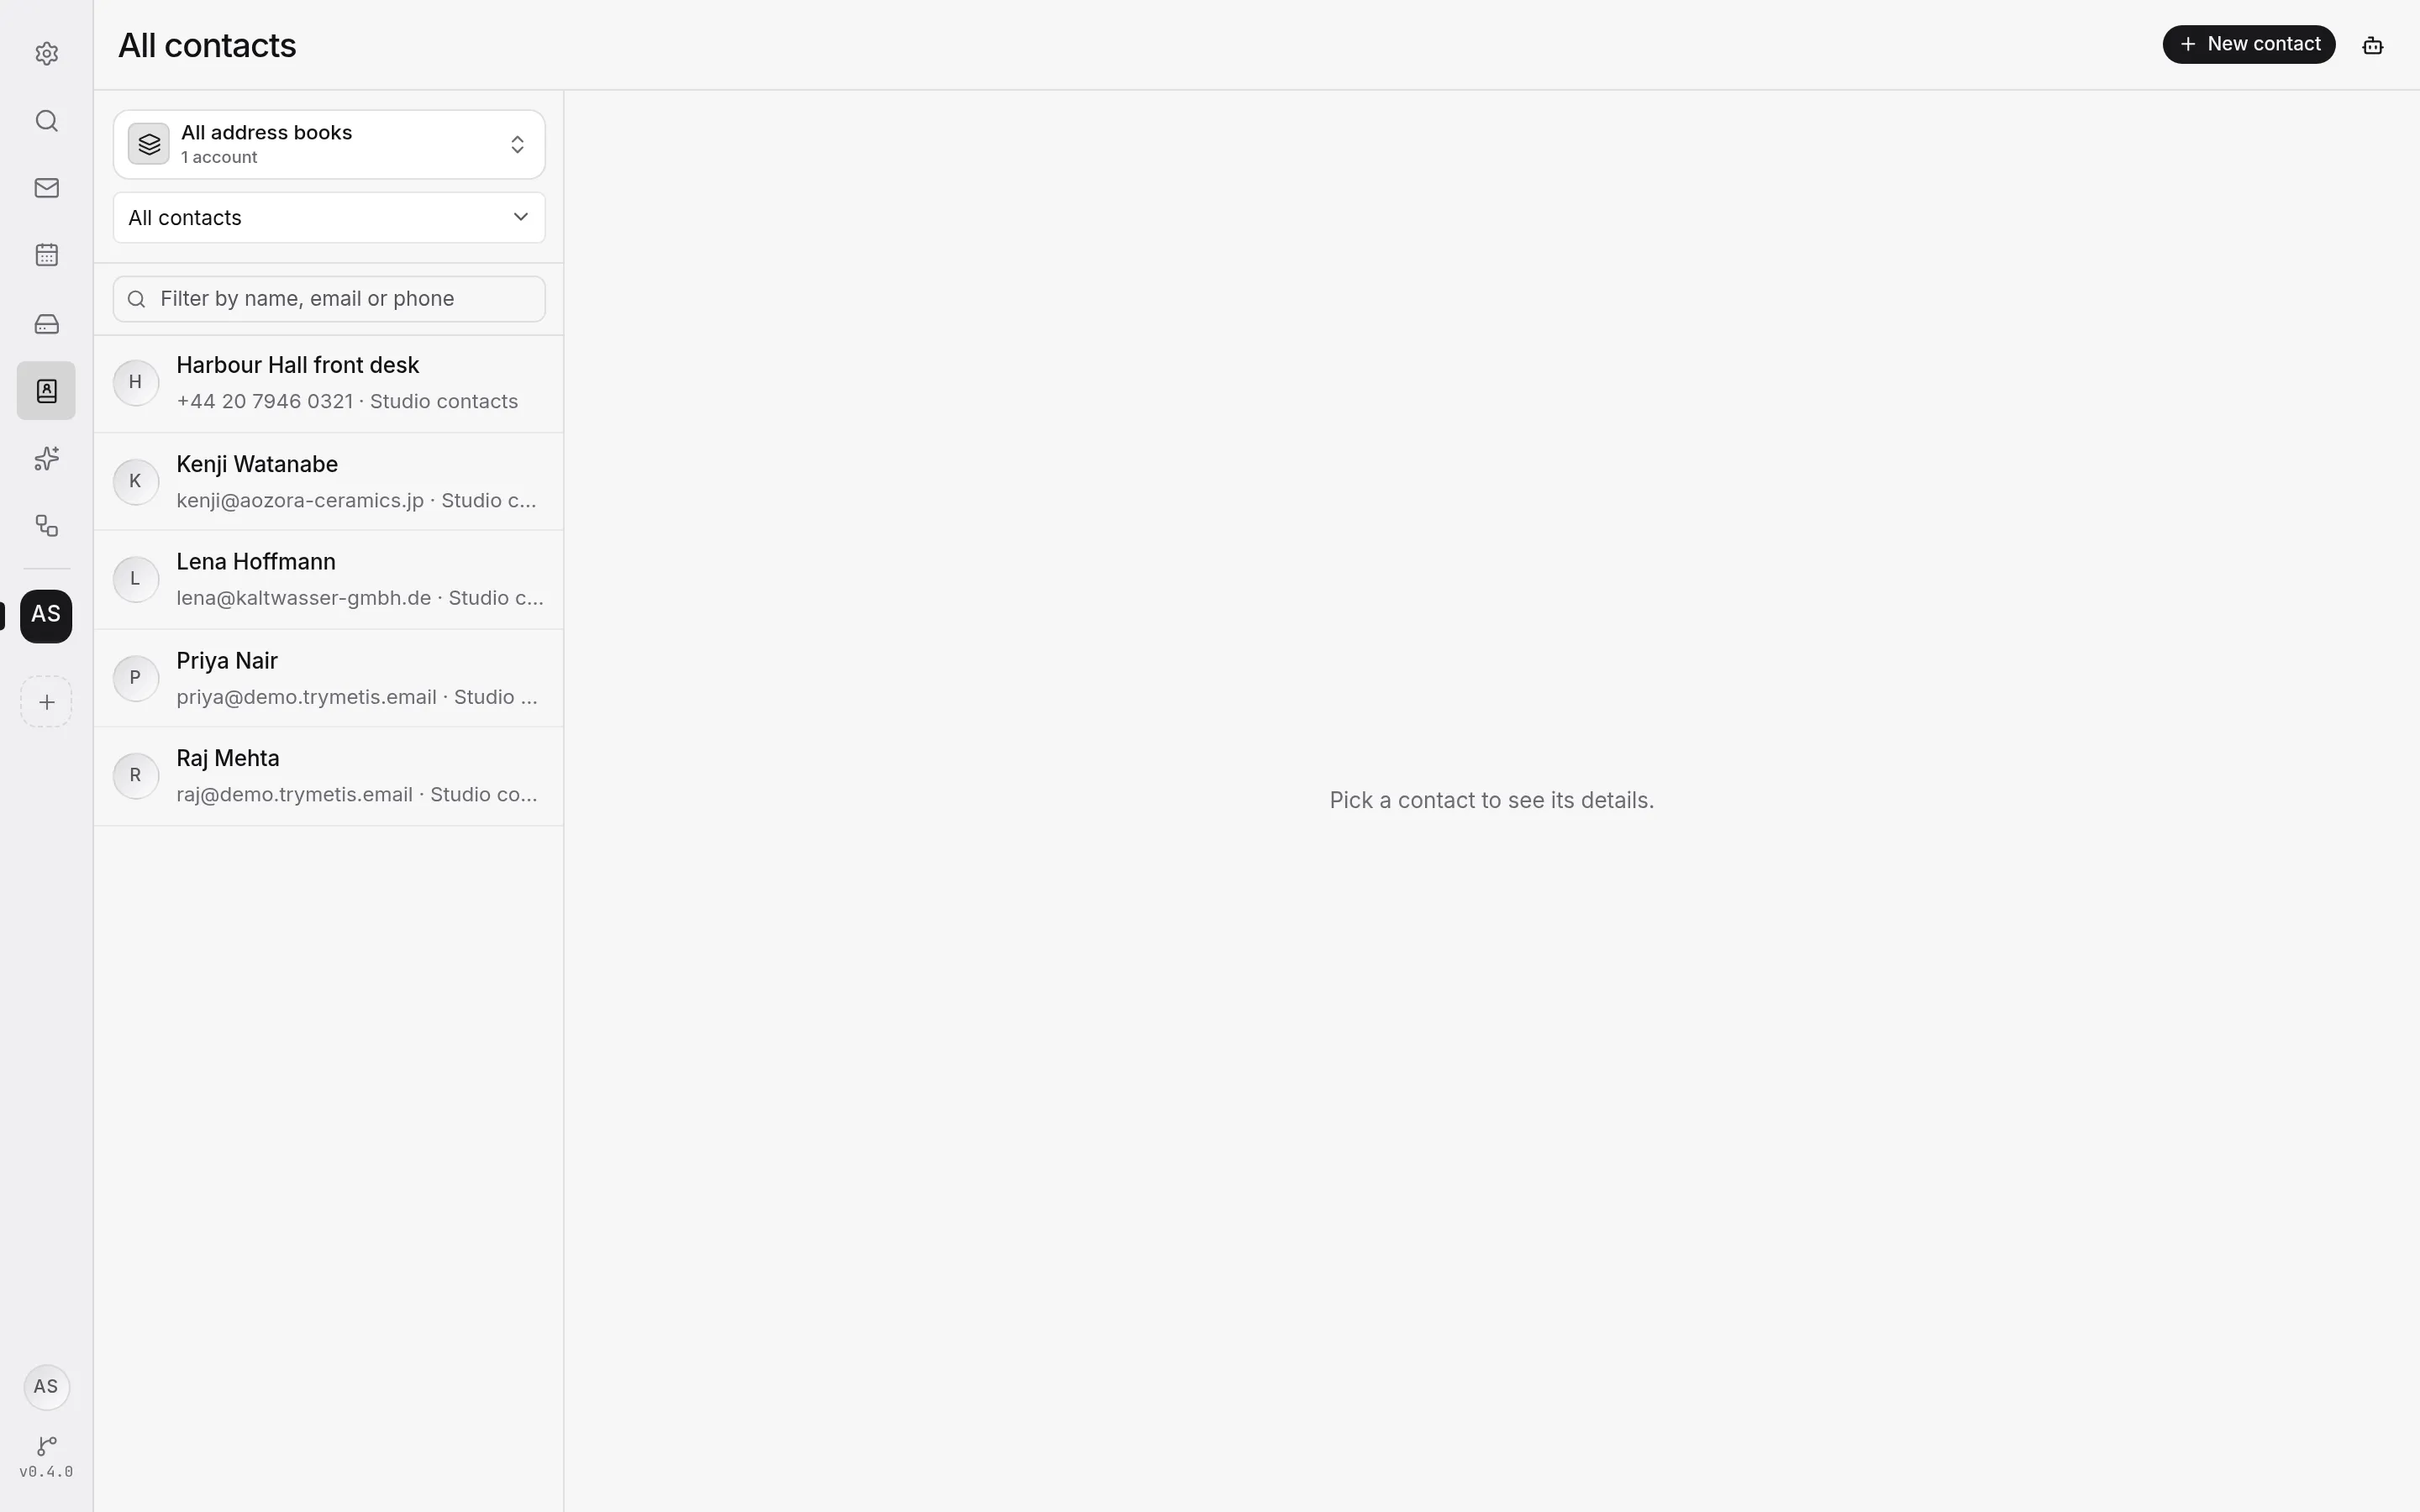 All contacts
New contact
All address books
1 account
All contacts
Filter by name, email or phone
H
Harbour Hall front desk
+44 20 7946 0321 · Studio contacts
K
Kenji Watanabe
kenji@aozora-ceramics.jp · Studio c...
L
Lena Hoffmann
lena@kaltwasser-gmbh.de · Studio c...
P
Priya Nair
priya@demo.trymetis.email · Studio ...
R
Raj Mehta
raj@demo.trymetis.email · Studio co...
Pick a contact to see its details.
AS
AS
v0.4.0